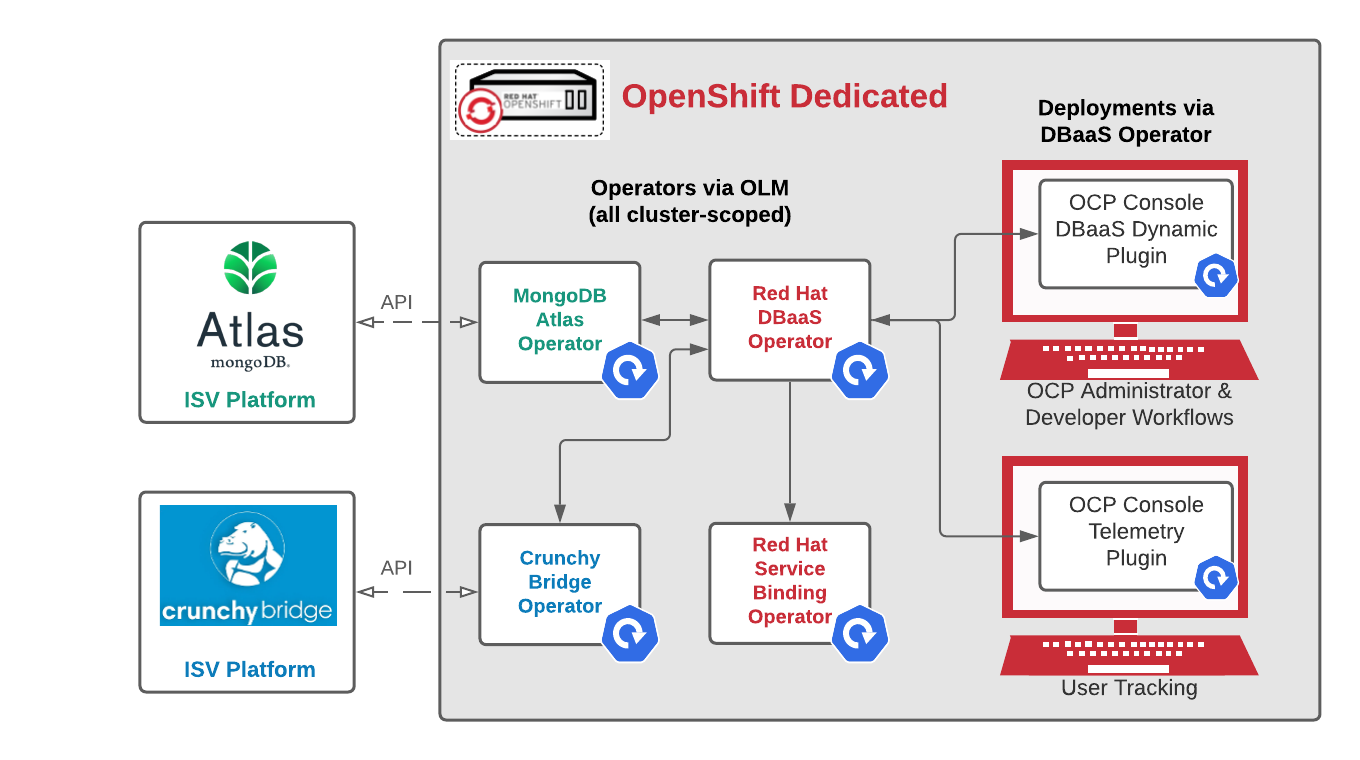 RED HAT
OPENSHIFT
OpenShift Dedicated
Deployments via
DBaaS Operator
Operators via OLM
(all cluster-scoped)
Atlas
mongoDB.
ISV Platform
API
MongoDB
Atlas
Operator
Red Hat
DBaaS
Operator
OCP Console
DBaaS Dynamic
Plugin
OCP Administrator &
Developer Workflows
crunchy bridge
ISV Platform
API
Crunchy
Bridge
Operator
Red Hat
Service
Binding
Operator
OCP Console
Telemetry
Plugin
User Tracking